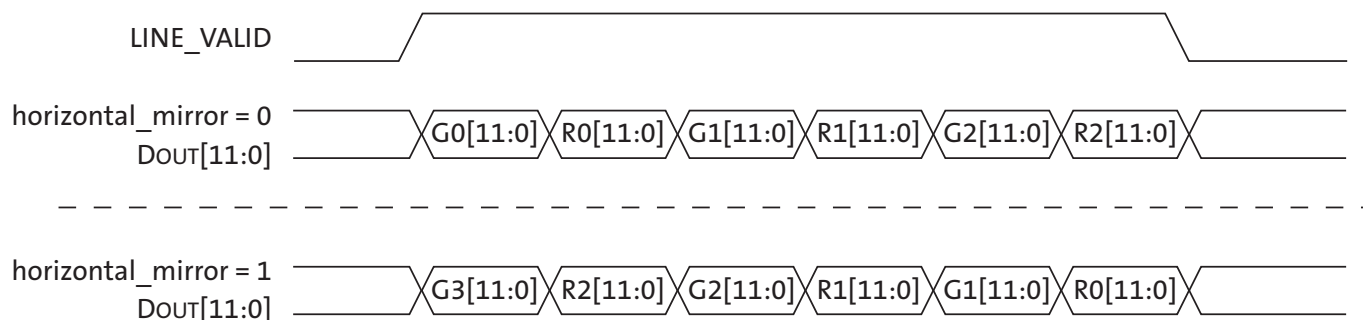 LINE_VALID
horizontal_mirror = 0
DOUT[11:0]
G0[11:0] R0[11:0] G1[11:0] R1[11:0] G2[11:0] R2[11:0]
horizontal_mirror = 1
DOUT[11:0]
G3[11:0] R2[11:0] G2[11:0] R1[11:0] G1[11:0] R0[11:0]